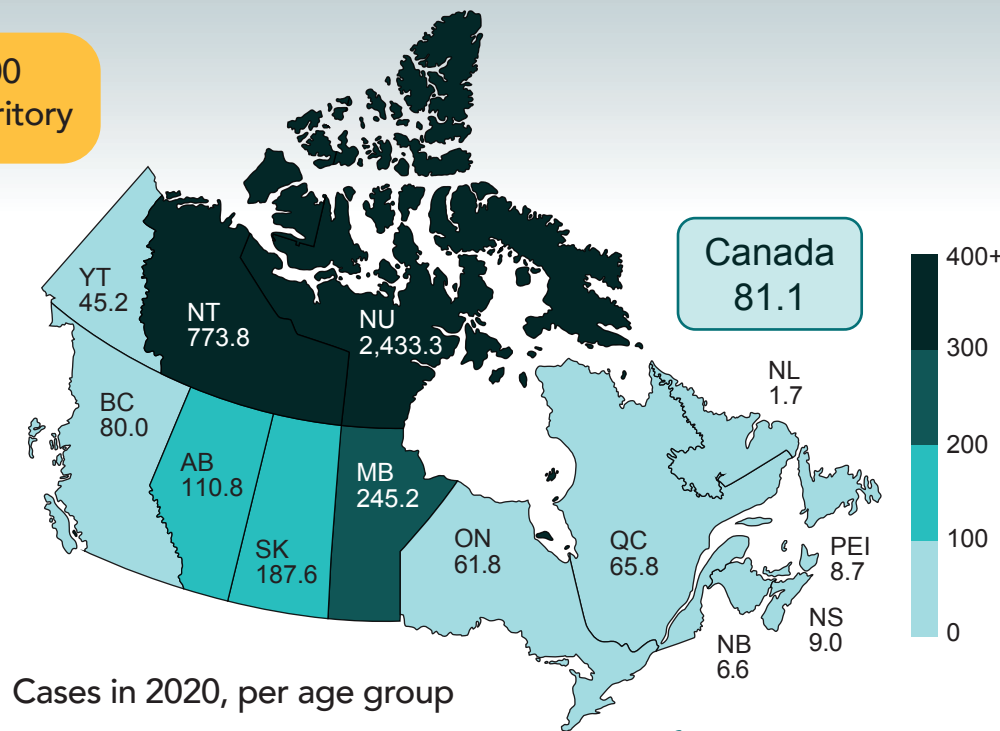 ritory
Canada
81.1
400+
300
200
100
0
YT
45.2
NT
773.8
NU
2,433.3
NL
1.7
BC
80.0
AB
110.8
MB
245.2
SK
187.6
ON
61.8
QC
65.8
PEI
8.7
NS
9.0
NB
6.6
Cases in 2020, per age group